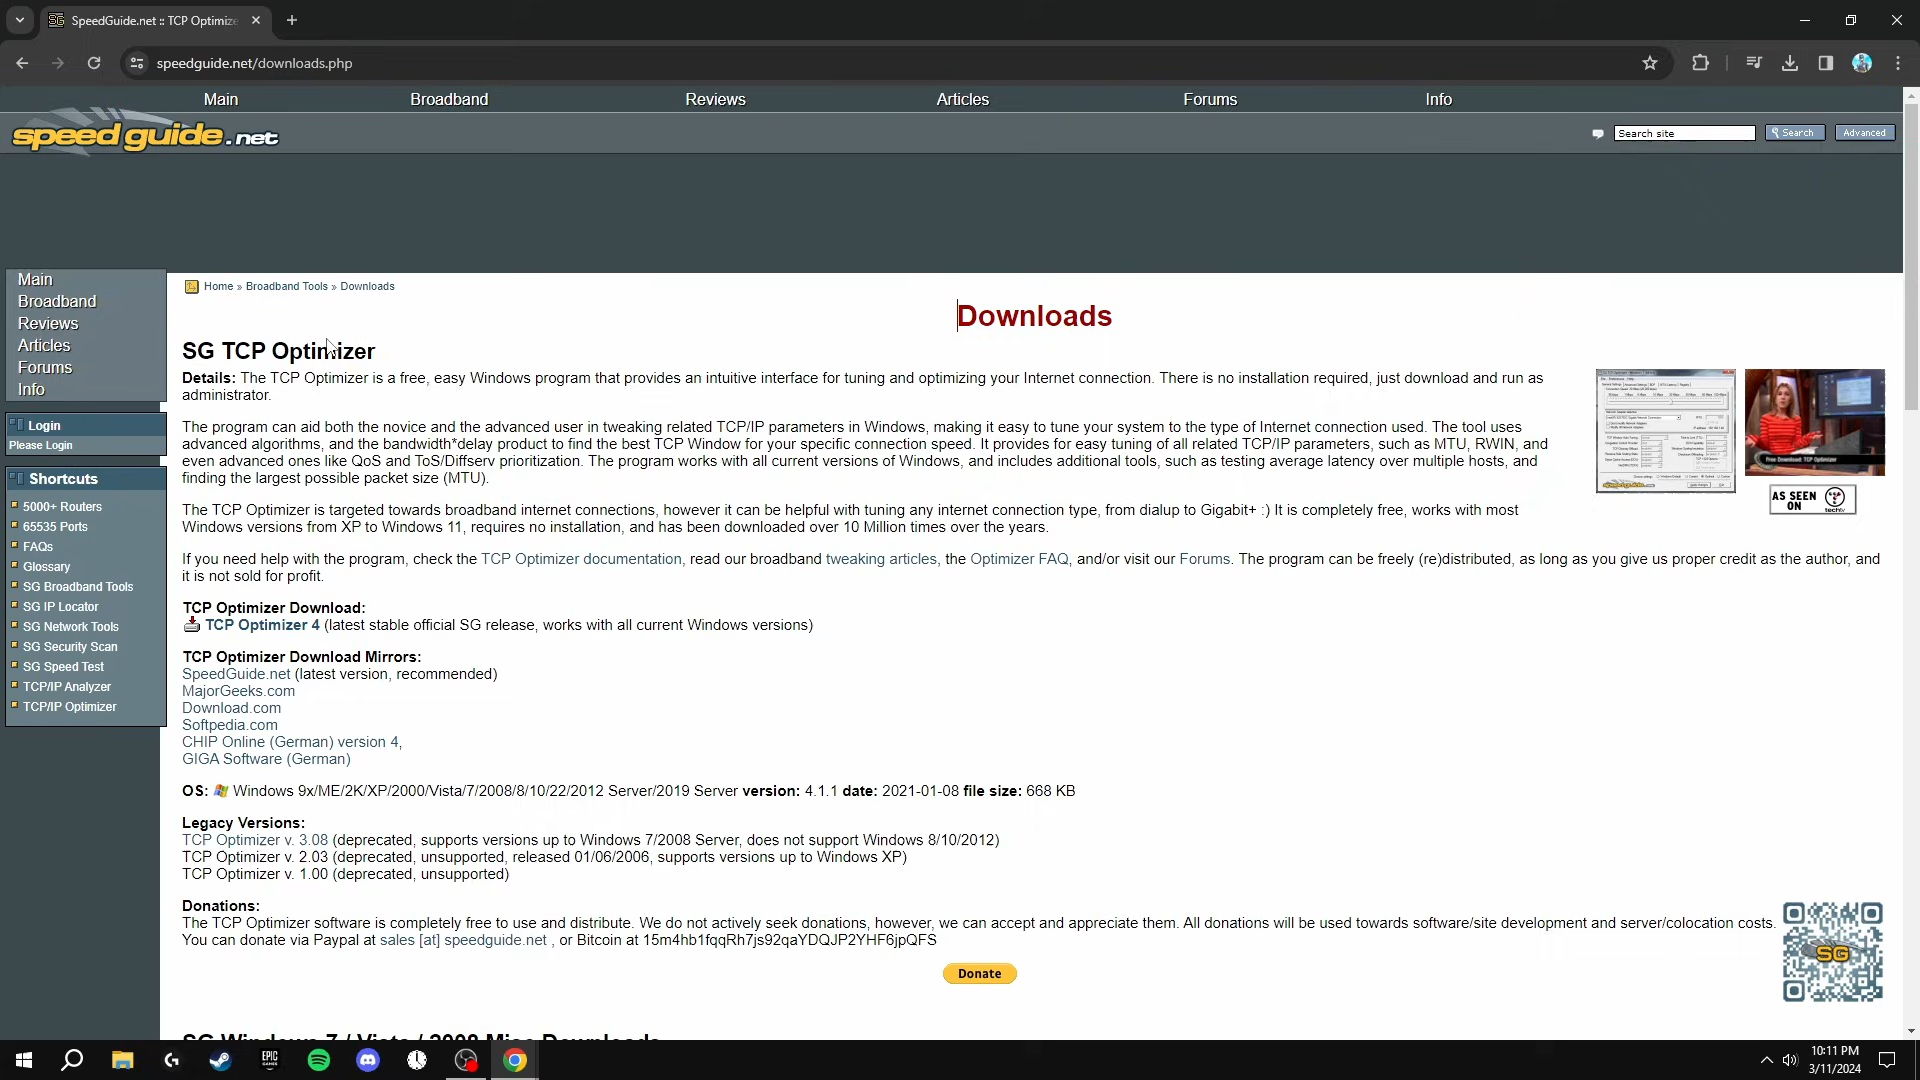 SpeedGuide.net :: TCP Optimize
speedguide.net/downloads.php
Main Broadband Reviews Articles Forums Info
speed guide.net
Search site Search Advanced
Main
Broadband
Reviews
Articles
Forums
Info
Login
Please Login
Shortcuts
5000+ Routers
65535 Ports
FAQs
Glossary
SG Broadband Tools
SG IP Locator
SG Network Tools
SG Security Scan
SG Speed Test
TCP/IP Analyzer
TCP/IP Optimizer
Home » Broadband Tools » Downloads
Downloads
SG TCP Optimizer
Details: The TCP Optimizer is a free, easy Windows program that provides an intuitive interface for tuning and optimizing your Internet connection. There is no installation required, just download and run as
administrator.
The program can aid both the novice and the advanced user in tweaking related TCP/IP parameters in Windows, making it easy to tune your system to the type of Internet connection used. The tool uses
advanced algorithms, and the bandwidth*delay product to find the best TCP Window for your specific connection speed. It provides for easy tuning of all related TCP/IP parameters, such as MTU, RWIN, and
even advanced ones like QoS and ToS/Diffserv prioritization. The program works with all current versions of Windows, and includes additional tools, such as testing average latency over multiple hosts, and
finding the largest possible packet size (MTU).
The TCP Optimizer is targeted towards broadband internet connections, however it can be helpful with tuning any internet connection type, from dialup to Gigabit+ :) It is completely free, works with most
Windows versions from XP to Windows 11, requires no installation, and has been downloaded over 10 Million times over the years.
If you need help with the program, check the TCP Optimizer documentation, read our broadband tweaking articles, the Optimizer FAQ, and/or visit our Forums. The program can be freely (re)distributed, as long as you give us proper credit as the author, and
it is not sold for profit.
Free Download: TCP Optimizer
AS SEEN
ON
techtv
TCP Optimizer Download:
TCP Optimizer 4 (latest stable official SG release, works with all current Windows versions)
TCP Optimizer Download Mirrors:
SpeedGuide.net (latest version, recommended)
MajorGeeks.com
Download.com
Softpedia.com
CHIP Online (German) version 4,
GIGA Software (German)
OS: Windows 9x/ME/2K/XP/2000/Vista/7/2008/8/10/22/2012 Server/2019 Server version: 4.1.1 date: 2021-01-08 file size: 668 KB
Legacy Versions:
TCP Optimizer v. 3.08 (deprecated, supports versions up to Windows 7/2008 Server, does not support Windows 8/10/2012)
TCP Optimizer v. 2.03 (deprecated, unsupported, released 01/06/2006, supports versions up to Windows XP)
TCP Optimizer v. 1.00 (deprecated, unsupported)
Donations:
The TCP Optimizer software is completely free to use and distribute. We do not actively seek donations, however, we can accept and appreciate them. All donations will be used towards software/site development and server/colocation costs.
You can donate via Paypal at sales [at] speedguide.net , or Bitcoin at 15m4hb1fqqRh7js92qaYDQJP2YHF6jpQFS
SG
Donate
SG Windows 7 / Vista / 2008 Misc Downloads
EPIC
GAMES
10:11 PM
3/11/2024